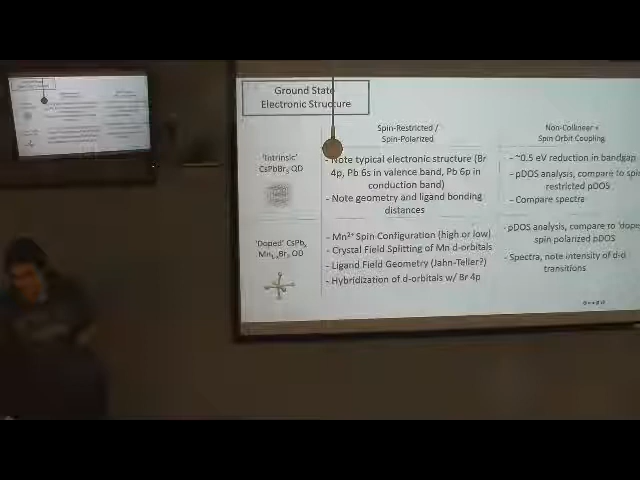 Ground State
Electronic Structure
Spin-Restricted /
Spin-Polarized
Non-Collinear +
Spin Orbit Coupling
'Intrinsic'
CsPbBr3 QD
- Note typical electronic structure (Br
4p, Pb 6s in valence band, Pb 6p in
conduction band)
- Note geometry and ligand bonding
distances
- ~0.5 eV reduction in bandgap
- pDOS analysis, compare to spin
restricted pDOS
- Compare spectra
'Doped' CsPbx
Mn1-xBr3 QD
- Mn2+ Spin Configuration (high or low)
- Crystal Field Splitting of Mn d-orbitals
- Ligand Field Geometry (Jahn-Teller?)
- Hybridization of d-orbitals w/ Br 4p
- pDOS analysis, compare to 'dope
spin polarized pDOS
- Spectra, note intensity of d-d
transitions